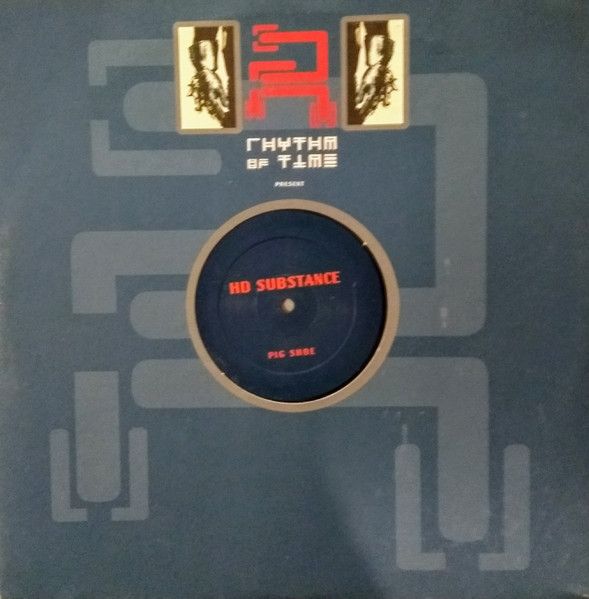 RHYTHM
OF TIME
PRESENT
HD SUBSTANCE
PIG SHOE